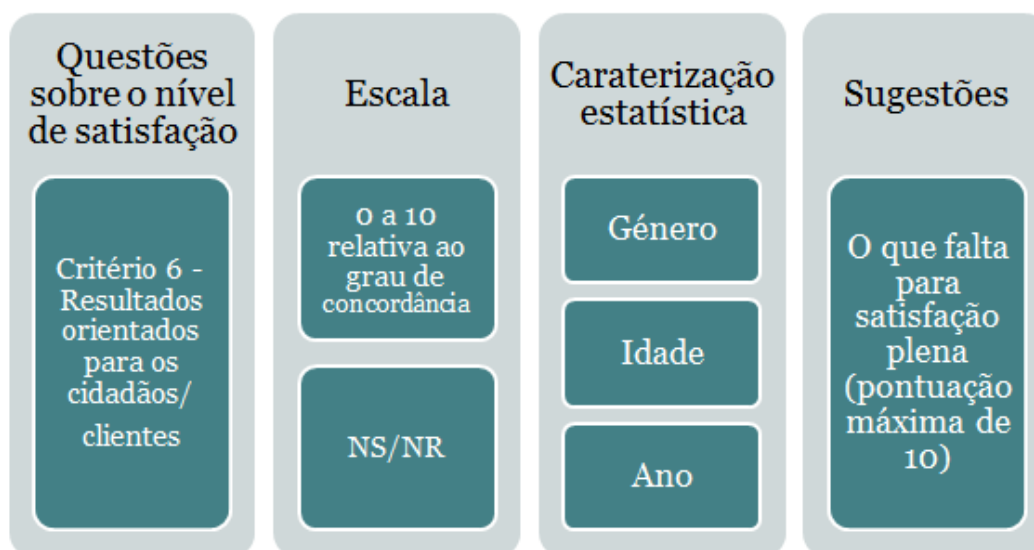 Questões
sobre o nível
de satisfação
Critério 6 -
Resultados
orientados
para os
cidadãos/
clientes
Escala
0 a 10
relativa ao
grau de
concordância
NS/NR
Caraterização
estatística
Género
Idade
Ano
Sugestões
O que falta
para
satisfação
plena
(pontuação
máxima de
10)